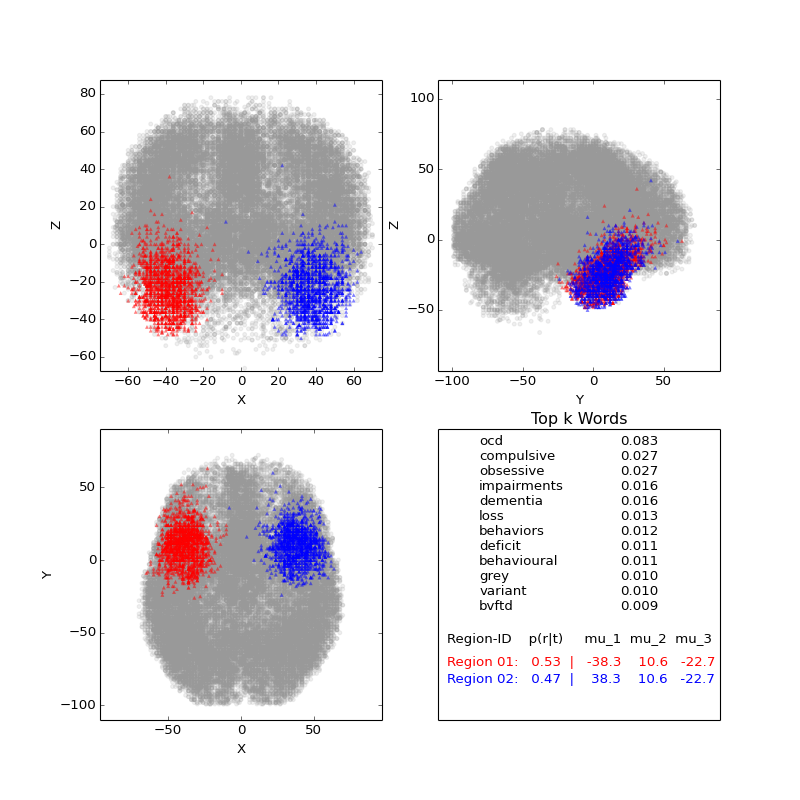 80
60
40
20
0
−20
−40
−60
Z
−60 −40 −20 0 20 40 60
X
100
50
0
−50
Z
−100 −50 0 50
Y
50
0
−50
−100
Y
−50 0 50
X
Top k Words
ocd 0.083
compulsive 0.027
obsessive 0.027
impairments 0.016
dementia 0.016
loss 0.013
behaviors 0.012
deficit 0.011
behavioural 0.011
grey 0.010
variant 0.010
bvftd 0.009
Region-ID p(r|t) mu_1 mu_2 mu_3
Region 01: 0.53 | -38.3 10.6 -22.7
Region 02: 0.47 | 38.3 10.6 -22.7